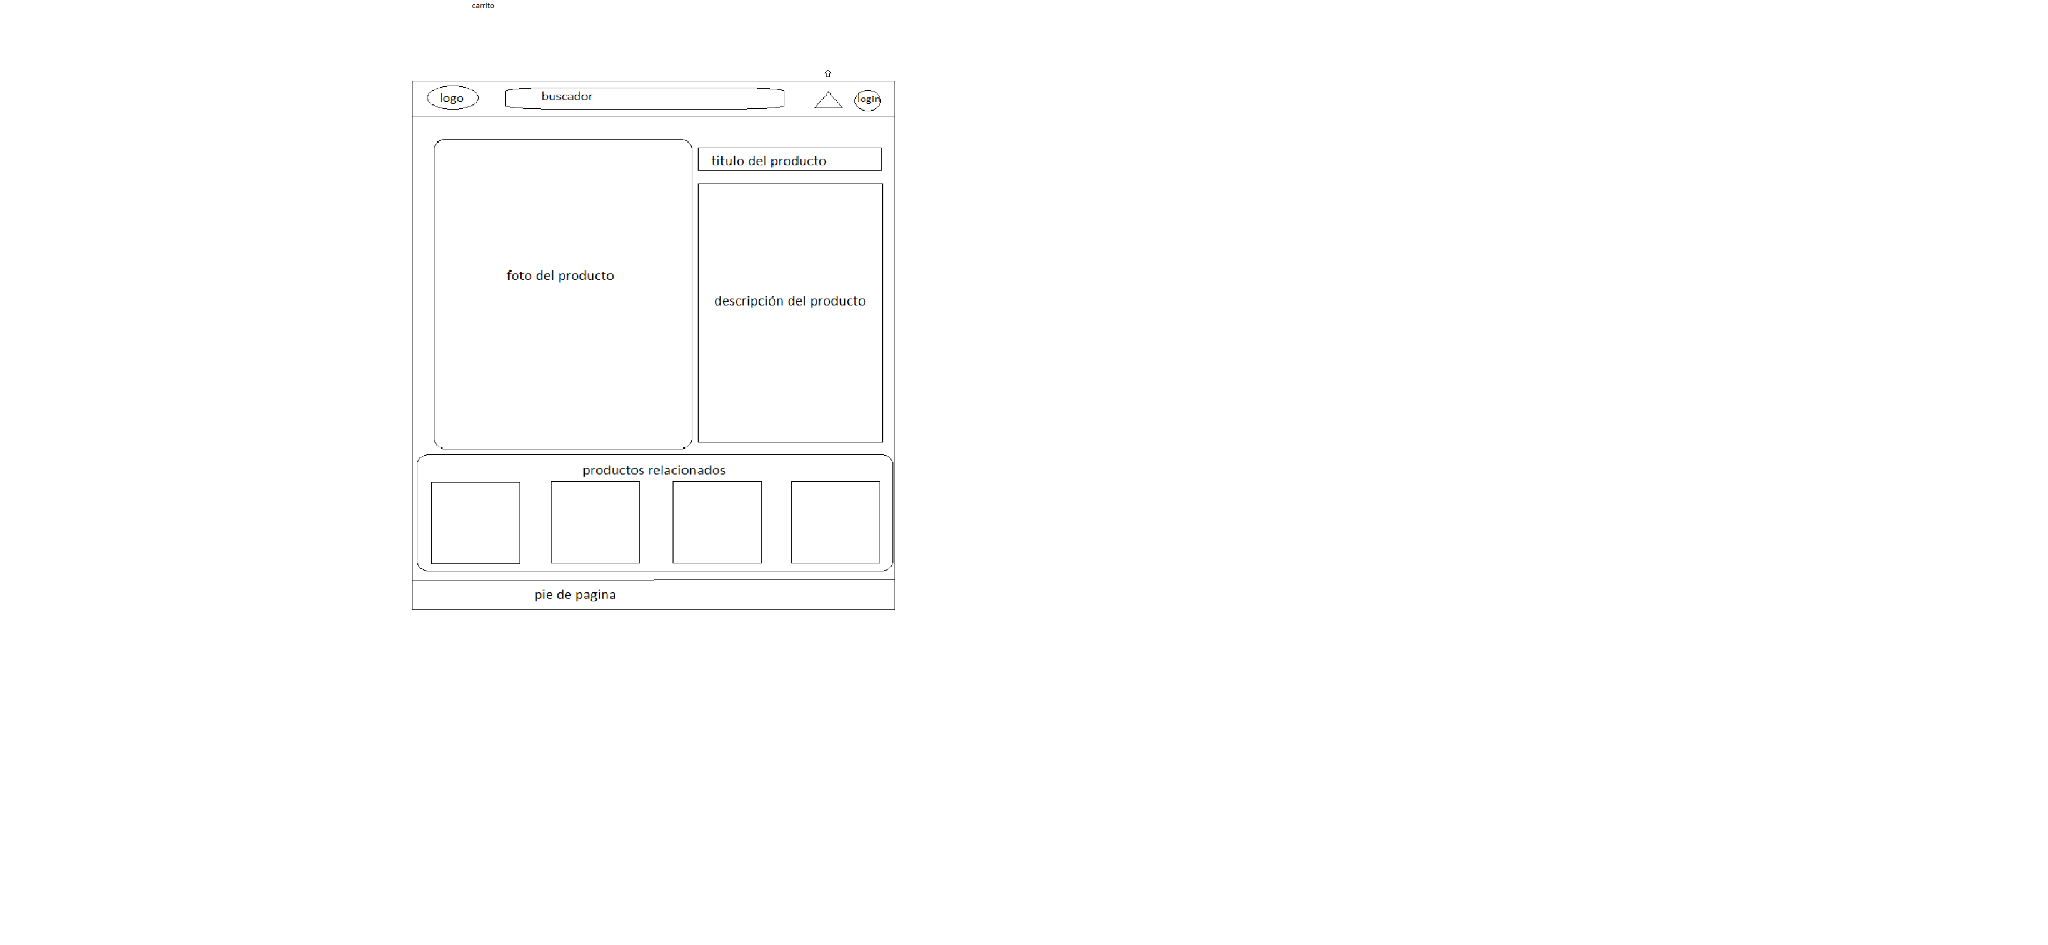 carrito
logo
buscador
login
titulo del producto
foto del producto
descripción del producto
productos relacionados
pie de pagina